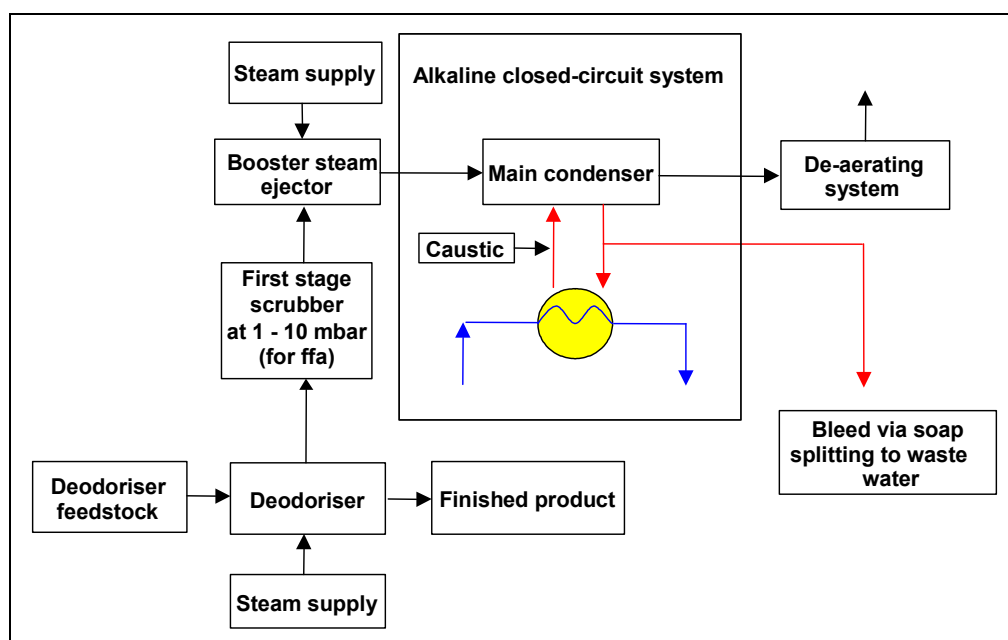 Steam supply
Alkaline closed-circuit system
Booster steam
ejector
Main condenser
De-aerating
system
Caustic
First stage
scrubber
at 1 - 10 mbar
(for ffa)
Bleed via soap
splitting to waste
water
Deodoriser
feedstock
Deodoriser
Finished product
Steam supply